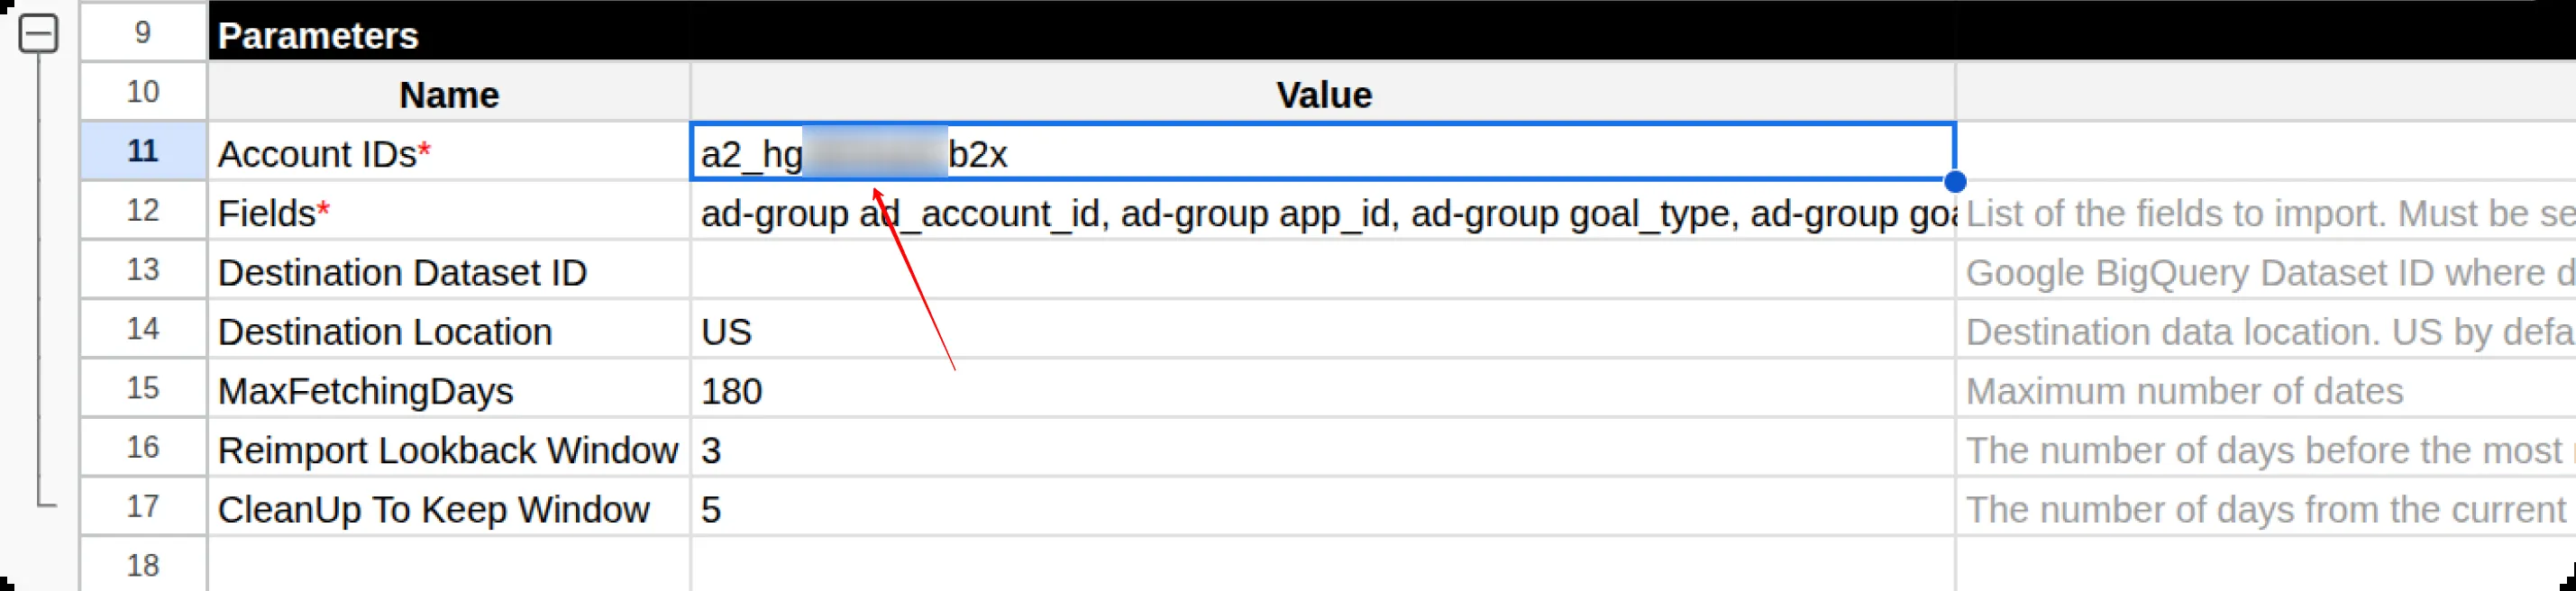 9 Parameters
10 Name Value
11 Account IDs* a2_hg b2x
12 Fields* ad-group ad_account_id, ad-group app_id, ad-group goal_type, ad-group goa List of the fields to import. Must be se
13 Destination Dataset ID Google BigQuery Dataset ID where d
14 Destination Location US Destination data location. US by defa
15 MaxFetchingDays 180 Maximum number of dates
16 Reimport Lookback Window 3 The number of days before the most
17 CleanUp To Keep Window 5 The number of days from the current
18